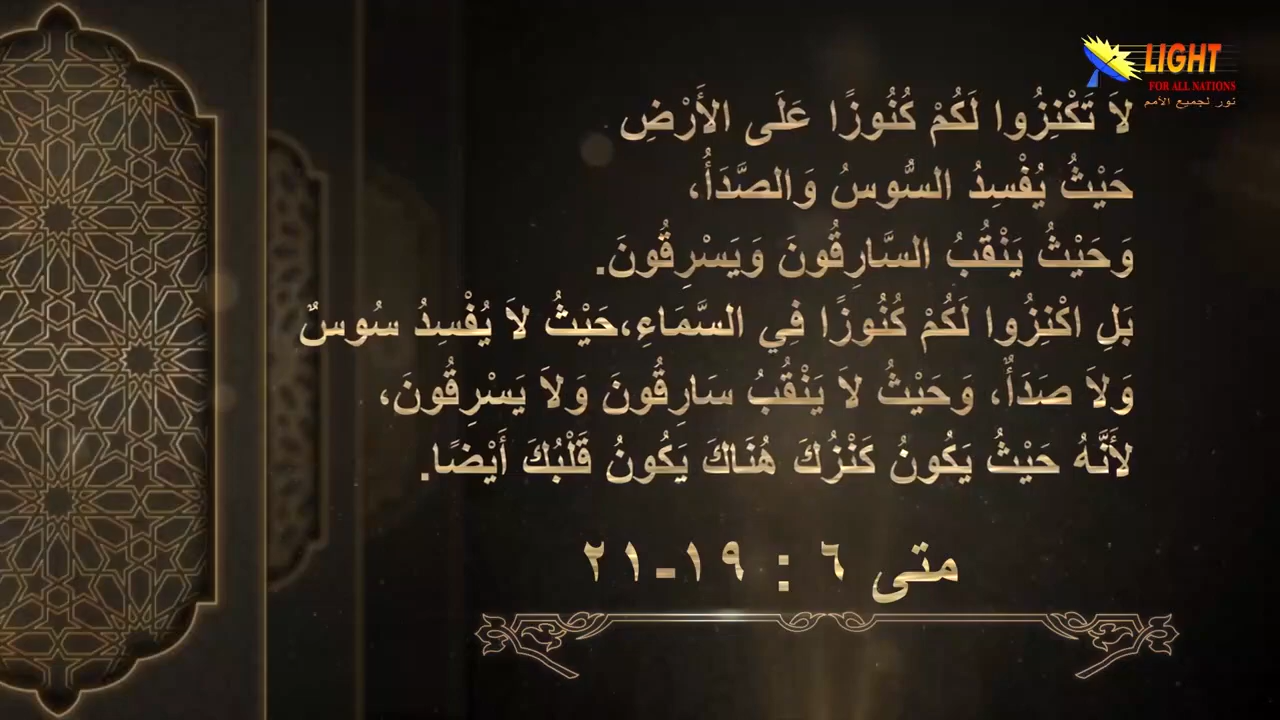 LIGHT
FOR ALL NATIONS
نور لجميع الأمم
لاَ تَكْنِزُوا لَكُمْ كُنُوزًا عَلَى الأَرْضِ
حَيْثُ يُفْسِدُ السُّوسُ وَالصَّدَأُ،
وَحَيْثُ يَنْقُبُ السَّارِقُونَ وَيَسْرِقُونَ.
بَلِ اكْنِزُوا لَكُمْ كُنُوزًا فِي السَّمَاءِ،حَيْثُ لاَ يُفْسِدُ سُوسٌ
وَلاَ صَدَأٌ، وَحَيْثُ لاَ يَنْقُبُ سَارِقُونَ وَلاَ يَسْرِقُونَ،
لأَنَّهُ حَيْثُ يَكُونُ كَنْزُكَ هُنَاكَ يَكُونُ قَلْبُكَ أَيْضًا.
متى ٦ : ١٩-٢١